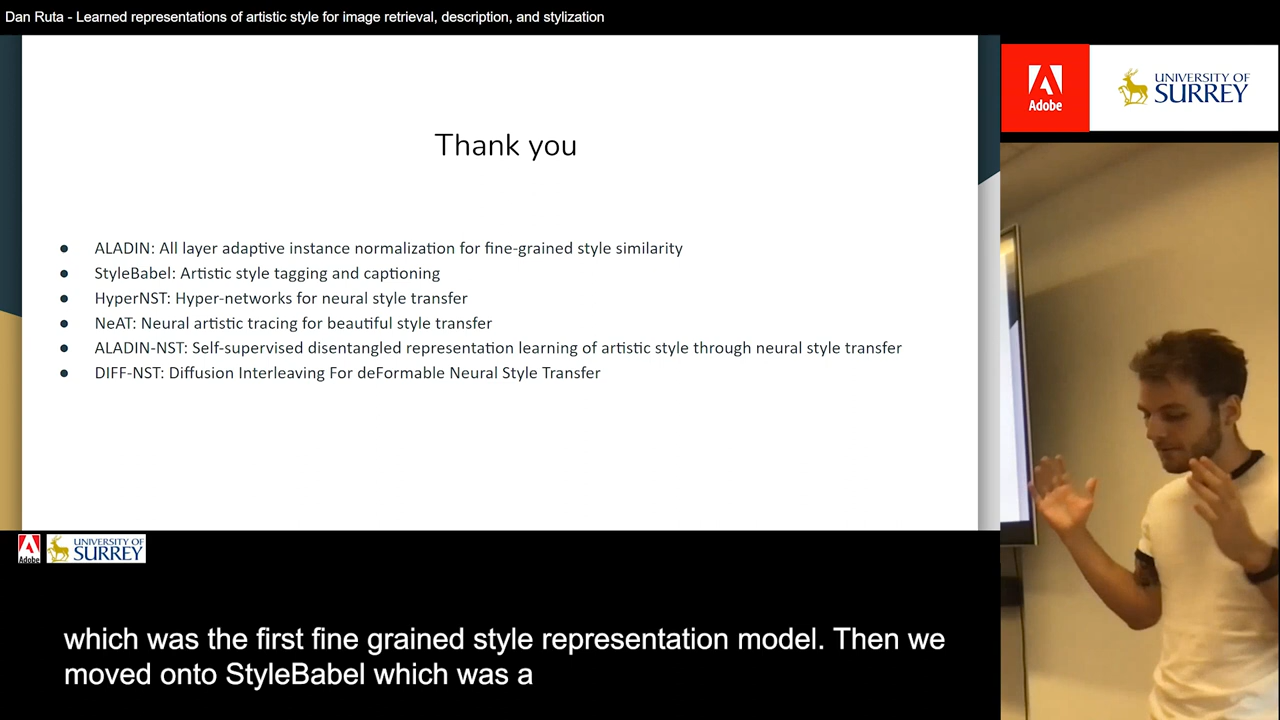 Dan Ruta - Learned representations of artistic style for image retrieval, description, and stylization
Thank you
ALADIN: All layer adaptive instance normalization for fine-grained style similarity
StyleBabel: Artistic style tagging and captioning
HyperNST: Hyper-networks for neural style transfer
NeAT: Neural artistic tracing for beautiful style transfer
ALADIN-NST: Self-supervised disentangled representation learning of artistic style through neural style transfer
DIFF-NST: Diffusion Interleaving For deFormable Neural Style Transfer
Adobe
UNIVERSITY OF
SURREY
Adobe
UNIVERSITY OF
SURREY
which was the first fine grained style representation model. Then we
moved onto StyleBabel which was a